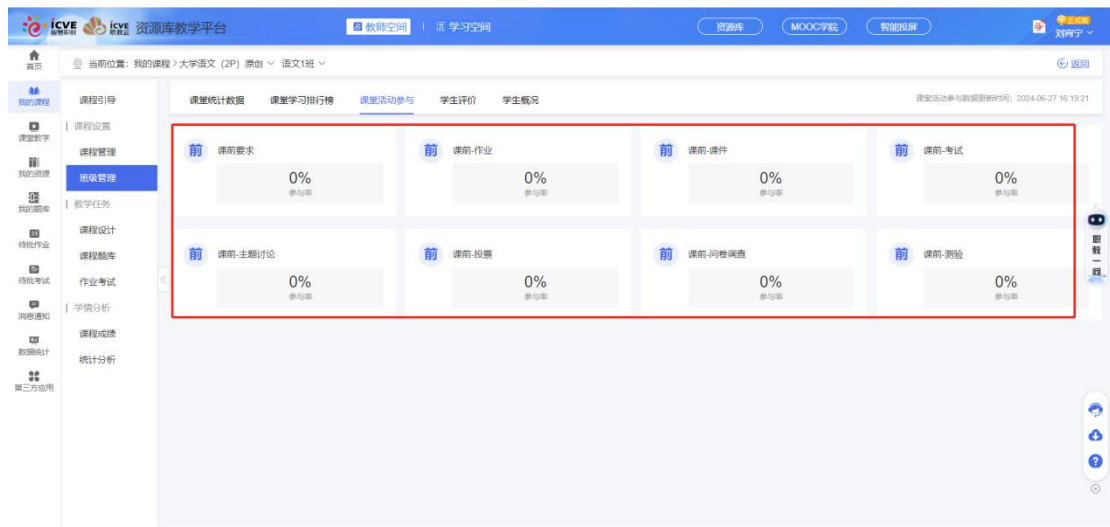 icve 智慧职教 icve 职教云 资源库教学平台 教师空间 学习空间 资源库 MOOC学院 智能投屏 正式版 刘宵宁
首页
当前位置：我的课程>大学语文 (2P) 原创 语文1班 返回
我的课程
课堂教学
我的资源
我的题库
待批作业
待批考试
消息通知
数据统计
第三方应用
课程引导
课程设置
课程管理
班级管理
教学任务
课程设计
课程题库
作业考试
学情分析
课程成绩
统计分析
课堂统计数据 课堂学习排行榜 课堂活动参与 学生评价 学生概况 课堂活动参与数据更新时间：2024-06-27 16:19:21
前 课前要求 前 课前-作业 前 课前-课件 前 课前-考试
0% 0% 0% 0%
参与率 参与率 参与率 参与率
前 课前-主题讨论 前 课前-投票 前 课前-问卷调查 前 课前-测验
0% 0% 0% 0%
参与率 参与率 参与率 参与率
职教一问